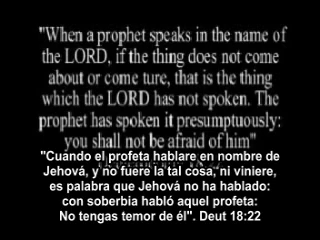 "When a prophet speaks in the name of
the LORD, if the thing does not come
about or come ture, that is the thing
which the LORD has not spoken. The
prophet has spoken it presumptuously:
you shall not be afraid of him"
"Cuando el profeta hablare en nombre de
Jehová, y no fuere la tal cosa, ni viniere,
es palabra que Jehová no ha hablado:
con soberbia habló aquel profeta:
No tengas temor de él". Deut 18:22